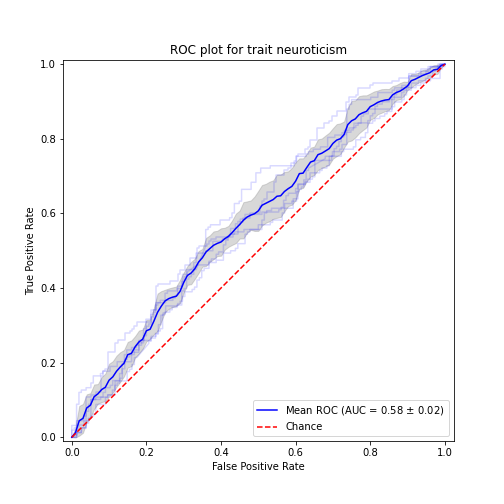 ROC plot for trait neuroticism
1.0
0.8
0.6
0.4
0.2
0.0
True Positive Rate
Mean ROC (AUC = 0.58 ± 0.02)
Chance
0.0 0.2 0.4 0.6 0.8 1.0
False Positive Rate